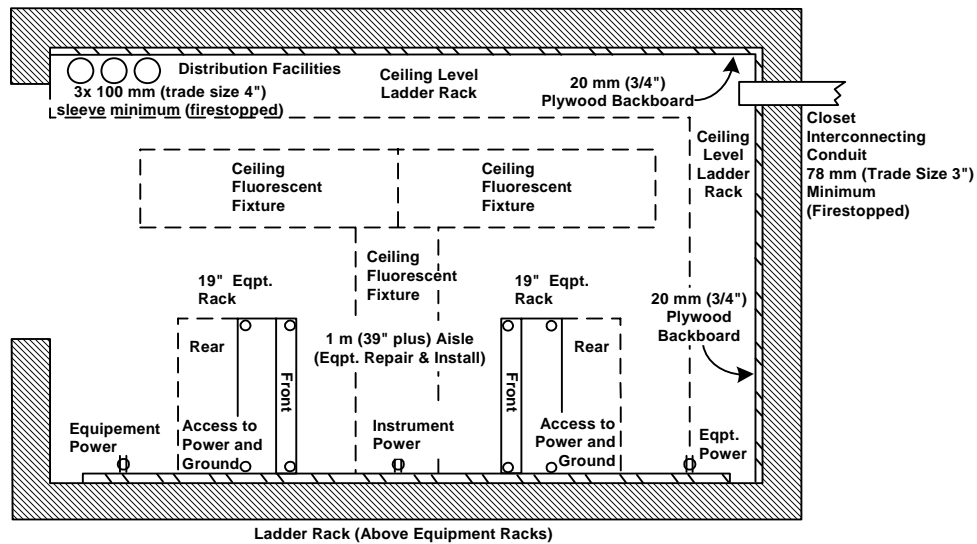 Distribution Facilities
3x 100 mm (trade size 4")
sleeve minimum (firestopped)
Ceiling Level
Ladder Rack
20 mm (3/4")
Plywood Backboard
Closet
Interconnecting
Conduit
78 mm (Trade Size 3")
Minimum
(Firestopped)
Ceiling
Level
Ladder
Rack
Ceiling
Fluorescent
Fixture
Ceiling
Fluorescent
Fixture
Ceiling
Fluorescent
Fixture
19" Eqpt.
Rack
19" Eqpt.
Rack
20 mm (3/4")
Plywood
Backboard
Rear
1 m (39" plus) Aisle
(Eqpt. Repair & Install)
Rear
Front
Front
Equipement
Power
Access to
Power and
Ground
Instrument
Power
Access to
Power and
Ground
Eqpt.
Power
Ladder Rack (Above Equipment Racks)